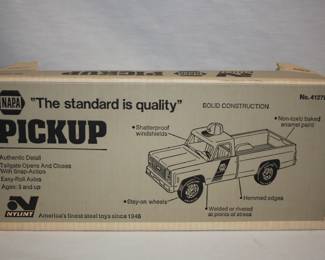 NAPA
"The standard is quality"
SOLID CONSTRUCTION
No. 4127
PICKUP
•Shatterproof
windshields
•Non-toxic baked
enamel paint
Authentic Detail
Tailgate Opens And Closes
With Snap-Action
Easy-Roll Axles
Ages: 3 and up
•Stay-on wheels
Hemmed edges
•Welded or riveted
at points of stress
NYLINT
America's finest steel toys since 1946